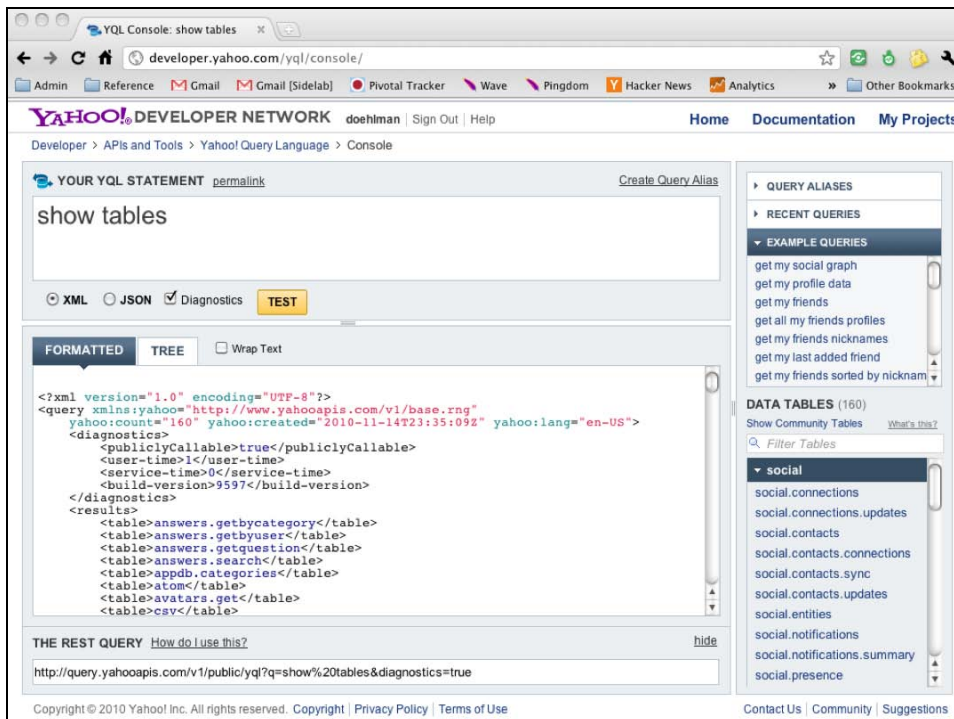 YQL Console: show tables
developer.yahoo.com/yql/console/
Admin Reference Gmail Gmail [Sidelab] Pivotal Tracker Wave Pingdom Hacker News Analytics » Other Bookmarks
YAHOO! DEVELOPER NETWORK doehlman | Sign Out | Help Home Documentation My Projects
Developer > APIs and Tools > Yahoo! Query Language > Console
YOUR YQL STATEMENT permalink Create Query Alias
show tables
XML JSON Diagnostics TEST
FORMATTED TREE Wrap Text
<?xml version="1.0" encoding="UTF-8"?>
<query xmlns:yahoo="http://www.yahooapis.com/v1/base.rng"
yahoo:count="160" yahoo:created="2010-11-14T23:35:09Z" yahoo:lang="en-US">
<diagnostics>
<publiclyCallable>true</publiclyCallable>
<user-time>1</user-time>
<service-time>0</service-time>
<build-version>9597</build-version>
</diagnostics>
<results>
<table>answers.getbycategory</table>
<table>answers.getbyuser</table>
<table>answers.getquestion</table>
<table>answers.search</table>
<table>appdb.categories</table>
<table>atom</table>
<table>avatars.get</table>
<table>csv</table>
THE REST QUERY How do I use this? hide
http://query.yahooapis.com/v1/public/yql?q=show%20tables&diagnostics=true
QUERY ALIASES
RECENT QUERIES
EXAMPLE QUERIES
get my social graph
get my profile data
get my friends
get all my friends profiles
get my friends nicknames
get my last added friend
get my friends sorted by nicknam
DATA TABLES (160)
Show Community Tables What's this?
Filter Tables
social
social.connections
social.connections.updates
social.contacts
social.contacts.connections
social.contacts.sync
social.contacts.updates
social.entities
social.notifications
social.notifications.summary
social.presence
Copyright © 2010 Yahoo! Inc. All rights reserved. Copyright | Privacy Policy | Terms of Use Contact Us | Community | Suggestions